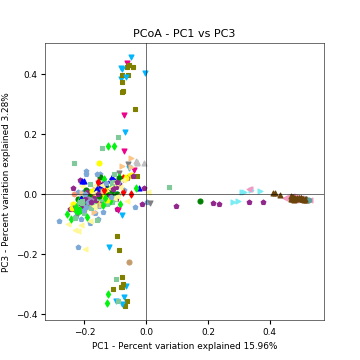 PCoA - PC1 vs PC3
PC3 - Percent variation explained 3.28%
0.4
0.2
0.0
−0.2
−0.4
−0.2 0.0 0.2 0.4
PC1 - Percent variation explained 15.96%